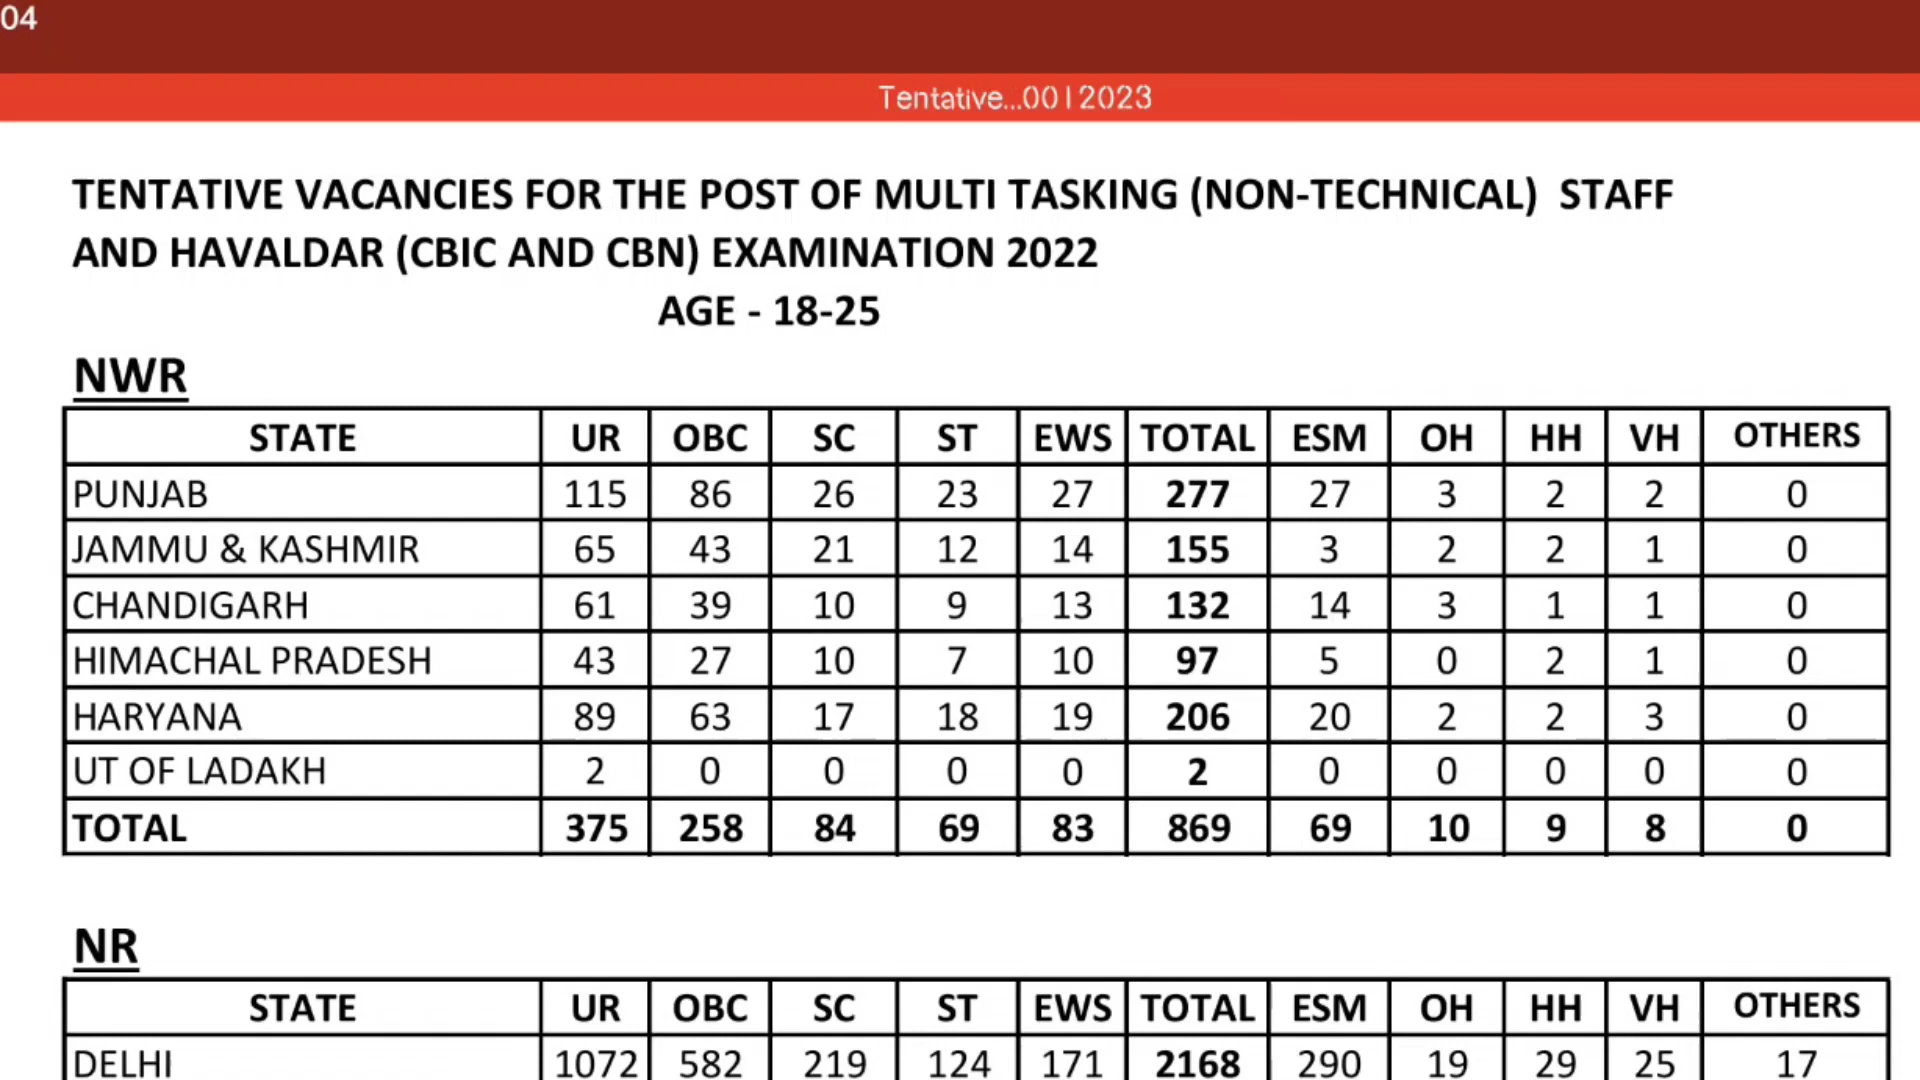 04
Tentative...00|2023
TENTATIVE VACANCIES FOR THE POST OF MULTI TASKING (NON-TECHNICAL) STAFF
AND HAVALDAR (CBIC AND CBN) EXAMINATION 2022
AGE - 18-25
NWR
STATE UR OBC SC ST EWS TOTAL ESM OH HH VH OTHERS
PUNJAB 115 86 26 23 27 277 27 3 2 2 0
JAMMU & KASHMIR 65 43 21 12 14 155 3 2 2 1 0
CHANDIGARH 61 39 10 9 13 132 14 3 1 1 0
HIMACHAL PRADESH 43 27 10 7 10 97 5 0 2 1 0
HARYANA 89 63 17 18 19 206 20 2 2 3 0
UT OF LADAKH 2 0 0 0 0 2 0 0 0 0 0
TOTAL 375 258 84 69 83 869 69 10 9 8 0
NR
STATE UR OBC SC ST EWS TOTAL ESM OH HH VH OTHERS
DELHI 1072 582 219 124 171 2168 290 19 29 25 17